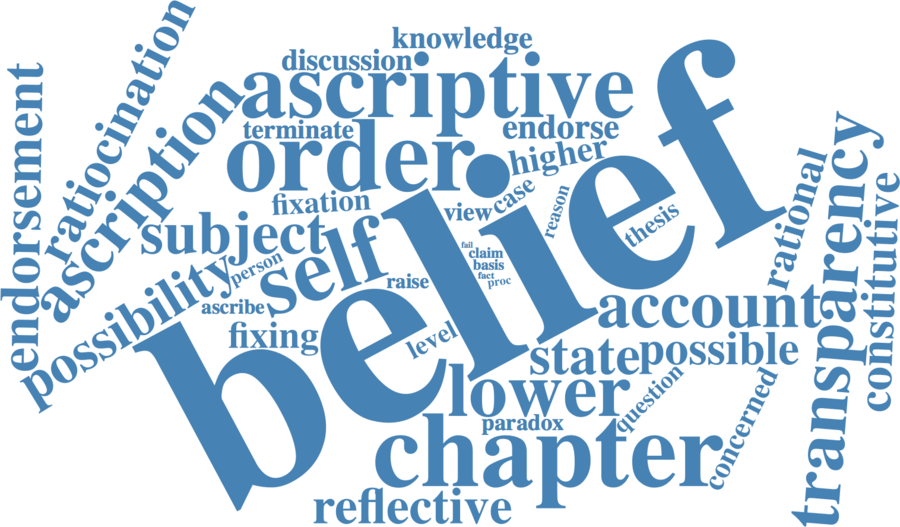 knowledge
discussion
ascriptive
terminate
endorse
order
higher
endorsement
ratiocination
ascription
fixation
view
case
reason
thesis
belief
subject
self
person
possibility
ascribe
raise
fail
claim
basis
fact
proc
fixing
level
account
state
possible
lower
question
paradox
chapter
concerned
reflective
rational
transparency
constitutive